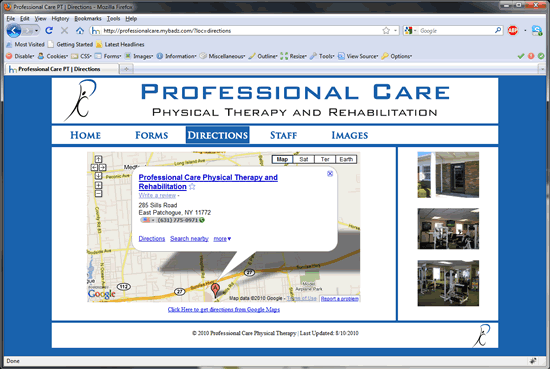 Professional Care PT | Directions - Mozilla Firefox
File Edit View History Bookmarks Tools Help
http://professionalcare.mybads.com/?loc=directions
Google
ABP
Most Visited Getting Started Latest Headlines
Disable Cookies CSS Forms Images Information Miscellaneous Outline Resize Tools View Source Options
Professional Care PT | Directions
PROFESSIONAL CARE
PHYSICAL THERAPY AND REHABILITATION
HOME FORMS DIRECTIONS STAFF IMAGES
Map Sat Ter Earth
Professional Care Physical Therapy and
Rehabilitation
Write a review
285 Sills Road
East Patchogue, NY 11772
Directions Search nearby more
27
27
A
Google
Map data ©2010 Google - Terms of Use Report a problem
Click Here to get directions from Google Maps
© 2010 Professional Care Physical Therapy | Last Updated: 8/10/2010
Done